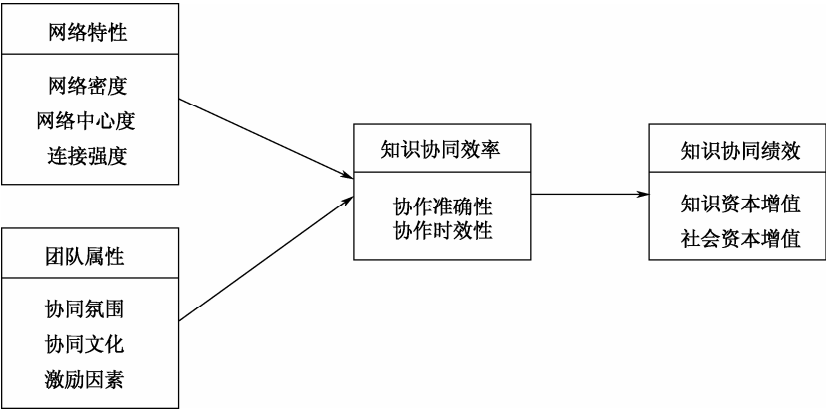 网络特性
网络密度
网络中心度
连接强度
团队属性
协同氛围
协同文化
激励因素
知识协同效率
协作准确性
协作时效性
知识协同绩效
知识资本增值
社会资本增值